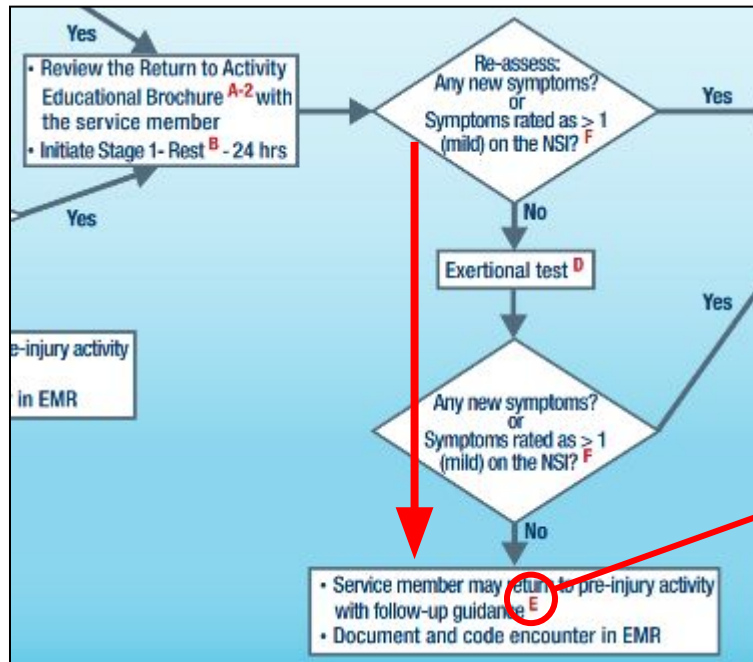 Yes
• Review the Return to Activity
Educational Brochure A-2 with
the service member
• Initiate Stage 1- Rest B - 24 hrs
Yes
Re-assess:
Any new symptoms?
or
Symptoms rated as > 1
(mild) on the NSI? F
Yes
No
Exertional test D
Any new symptoms?
or
Symptoms rated as > 1
(mild) on the NSI? F
Yes
No
e-injury activity
in EMR
• Service member may return to pre-injury activity
with follow-up guidance E
• Document and code encounter in EMR